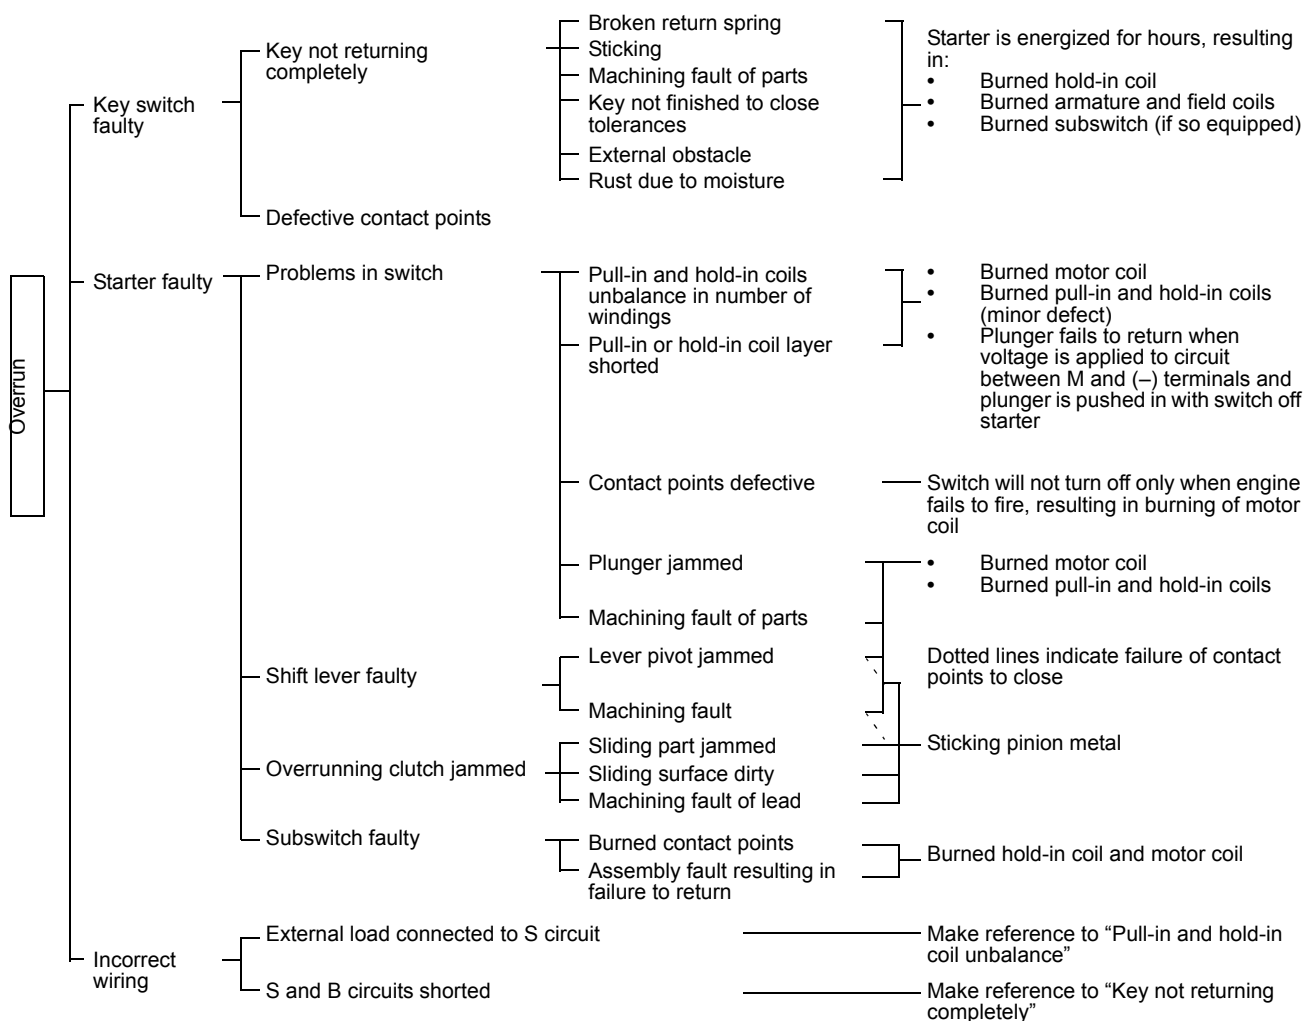 Overrun
Key switch
faulty
Key not returning
completely
Broken return spring
Sticking
Machining fault of parts
Key not finished to close
tolerances
External obstacle
Rust due to moisture
Starter is energized for hours, resulting
in:
• Burned hold-in coil
• Burned armature and field coils
• Burned subswitch (if so equipped)
Defective contact points
Starter faulty
Problems in switch
Pull-in and hold-in coils
unbalance in number of
windings
Pull-in or hold-in coil layer
shorted
• Burned motor coil
• Burned pull-in and hold-in coils
(minor defect)
• Plunger fails to return when
voltage is applied to circuit
between M and (–) terminals and
plunger is pushed in with switch off
starter
Contact points defective
Switch will not turn off only when engine
fails to fire, resulting in burning of motor
coil
Plunger jammed
Machining fault of parts
• Burned motor coil
• Burned pull-in and hold-in coils
Shift lever faulty
Lever pivot jammed
Machining fault
Dotted lines indicate failure of contact
points to close
Overrunning clutch jammed
Sliding part jammed
Sliding surface dirty
Machining fault of lead
Sticking pinion metal
Subswitch faulty
Burned contact points
Assembly fault resulting in
failure to return
Burned hold-in coil and motor coil
Incorrect
wiring
External load connected to S circuit
Make reference to “Pull-in and hold-in
coil unbalance”
S and B circuits shorted
Make reference to “Key not returning
completely”